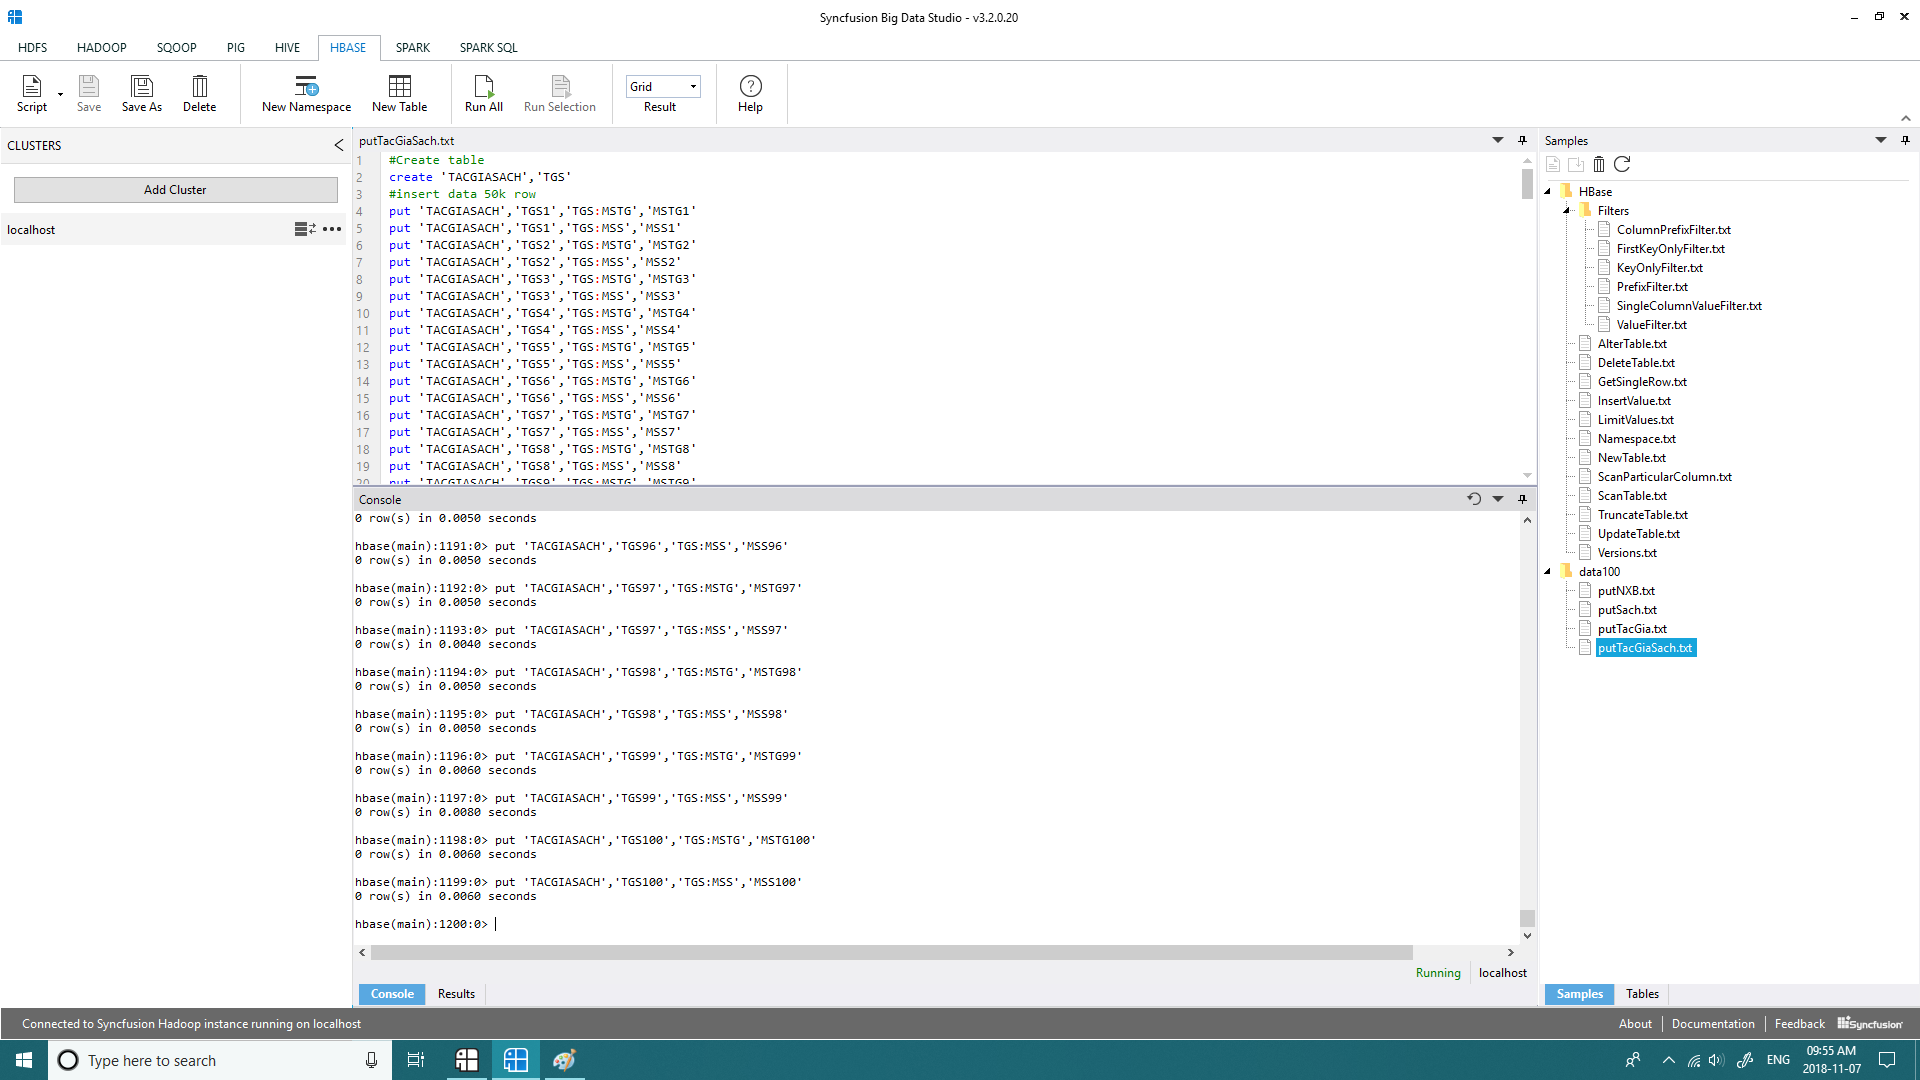 Syncfusion Big Data Studio - v3.2.0.20
HDFS HADOOP SQOOP PIG HIVE HBASE SPARK SPARK SQL
Script Save Save As Delete New Namespace New Table Run All Run Selection Grid Result Help
CLUSTERS
Add Cluster
localhost
putTacGiaSach.txt
1 #Create table
2 create 'TACGIASACH','TGS'
3 #insert data 50k row
4 put 'TACGIASACH','TGS1','TGS:MSTG','MSTG1'
5 put 'TACGIASACH','TGS1','TGS:MSS','MSS1'
6 put 'TACGIASACH','TGS2','TGS:MSTG','MSTG2'
7 put 'TACGIASACH','TGS2','TGS:MSS','MSS2'
8 put 'TACGIASACH','TGS3','TGS:MSTG','MSTG3'
9 put 'TACGIASACH','TGS3','TGS:MSS','MSS3'
10 put 'TACGIASACH','TGS4','TGS:MSTG','MSTG4'
11 put 'TACGIASACH','TGS4','TGS:MSS','MSS4'
12 put 'TACGIASACH','TGS5','TGS:MSTG','MSTG5'
13 put 'TACGIASACH','TGS5','TGS:MSS','MSS5'
14 put 'TACGIASACH','TGS6','TGS:MSTG','MSTG6'
15 put 'TACGIASACH','TGS6','TGS:MSS','MSS6'
16 put 'TACGIASACH','TGS7','TGS:MSTG','MSTG7'
17 put 'TACGIASACH','TGS7','TGS:MSS','MSS7'
18 put 'TACGIASACH','TGS8','TGS:MSTG','MSTG8'
19 put 'TACGIASACH','TGS8','TGS:MSS','MSS8'
20 put 'TACGIASACH','TGS9','TGS:MSTG','MSTG9'
Console
0 row(s) in 0.0050 seconds
hbase(main):1191:0> put 'TACGIASACH','TGS96','TGS:MSS','MSS96'
0 row(s) in 0.0050 seconds
hbase(main):1192:0> put 'TACGIASACH','TGS97','TGS:MSTG','MSTG97'
0 row(s) in 0.0050 seconds
hbase(main):1193:0> put 'TACGIASACH','TGS97','TGS:MSS','MSS97'
0 row(s) in 0.0040 seconds
hbase(main):1194:0> put 'TACGIASACH','TGS98','TGS:MSTG','MSTG98'
0 row(s) in 0.0050 seconds
hbase(main):1195:0> put 'TACGIASACH','TGS98','TGS:MSS','MSS98'
0 row(s) in 0.0050 seconds
hbase(main):1196:0> put 'TACGIASACH','TGS99','TGS:MSTG','MSTG99'
0 row(s) in 0.0060 seconds
hbase(main):1197:0> put 'TACGIASACH','TGS99','TGS:MSS','MSS99'
0 row(s) in 0.0080 seconds
hbase(main):1198:0> put 'TACGIASACH','TGS100','TGS:MSTG','MSTG100'
0 row(s) in 0.0060 seconds
hbase(main):1199:0> put 'TACGIASACH','TGS100','TGS:MSS','MSS100'
0 row(s) in 0.0060 seconds
hbase(main):1200:0>
Running localhost
Console Results
Samples
HBase
Filters
ColumnPrefixFilter.txt
FirstKeyOnlyFilter.txt
KeyOnlyFilter.txt
PrefixFilter.txt
SingleColumnValueFilter.txt
ValueFilter.txt
AlterTable.txt
DeleteTable.txt
GetSingleRow.txt
InsertValue.txt
LimitValues.txt
Namespace.txt
NewTable.txt
ScanParticularColumn.txt
ScanTable.txt
TruncateTable.txt
UpdateTable.txt
Versions.txt
data100
putNXB.txt
putSach.txt
putTacGia.txt
putTacGiaSach.txt
Samples Tables
Connected to Syncfusion Hadoop instance running on localhost
About Documentation Feedback Syncfusion
Type here to search
ENG
09:55 AM
2018-11-07